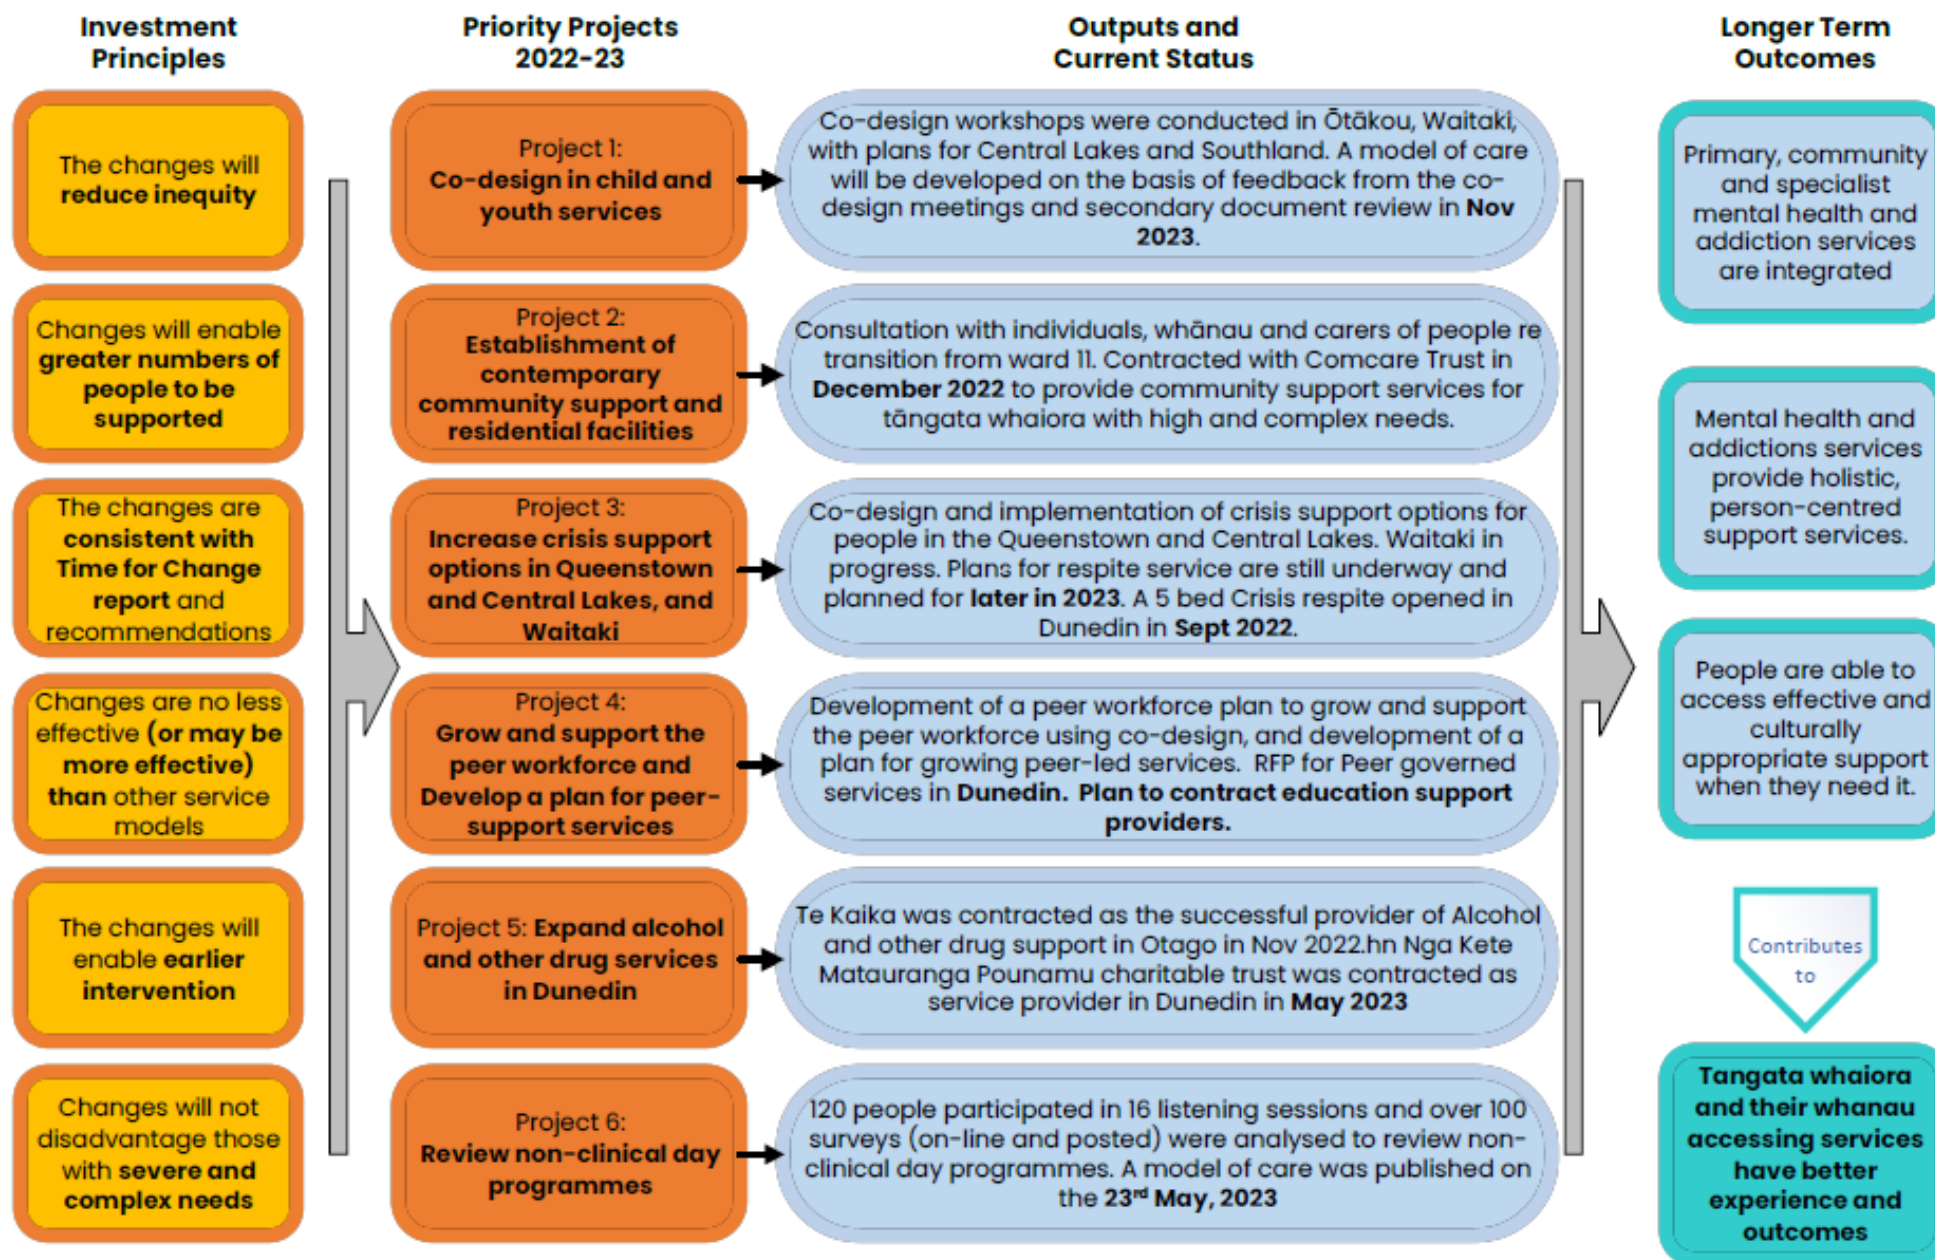 Investment
Principles
The changes will
reduce inequity
Changes will enable
greater numbers of
people to be
supported
The changes are
consistent with
Time for Change
report and
recommendations
Changes are no less
effective (or may be
more effective)
than other service
models
The changes will
enable earlier
intervention
Changes will not
disadvantage those
with severe and
complex needs
Priority Projects
2022-23
Project 1:
Co-design in child and
youth services
Project 2:
Establishment of
contemporary
community support and
residential facilities
Project 3:
Increase crisis support
options in Queenstown
and Central Lakes, and
Waitaki
Project 4:
Grow and support the
peer workforce and
Develop a plan for peer-
support services
Project 5: Expand alcohol
and other drug services
in Dunedin
Project 6:
Review non-clinical day
programmes
Outputs and
Current Status
Co-design workshops were conducted in Ōtākou, Waitaki,
with plans for Central Lakes and Southland. A model of care
will be developed on the basis of feedback from the co-
design meetings and secondary document review in Nov
2023.
Consultation with individuals, whānau and carers of people re
transition from ward 11. Contracted with Comcare Trust in
December 2022 to provide community support services for
tāngata whaiora with high and complex needs.
Co-design and implementation of crisis support options for
people in the Queenstown and Central Lakes. Waitaki in
progress. Plans for respite service are still underway and
planned for later in 2023. A 5 bed Crisis respite opened in
Dunedin in Sept 2022.
Development of a peer workforce plan to grow and support
the peer workforce using co-design, and development of a
plan for growing peer-led services. RFP for Peer governed
services in Dunedin. Plan to contract education support
providers.
Te Kaika was contracted as the successful provider of Alcohol
and other drug support in Otago in Nov 2022.hn Nga Kete
Matauranga Pounamu charitable trust was contracted as
service provider in Dunedin in May 2023
120 people participated in 16 listening sessions and over 100
surveys (on-line and posted) were analysed to review non-
clinical day programmes. A model of care was published on
the 23rd May, 2023
Longer Term
Outcomes
Primary, community
and specialist
mental health and
addiction services
are integrated
Mental health and
addictions services
provide holistic,
person-centred
support services.
People are able to
access effective and
culturally
appropriate support
when they need it.
Contributes
to
Tangata whaiora
and their whanau
accessing services
have better
experience and
outcomes